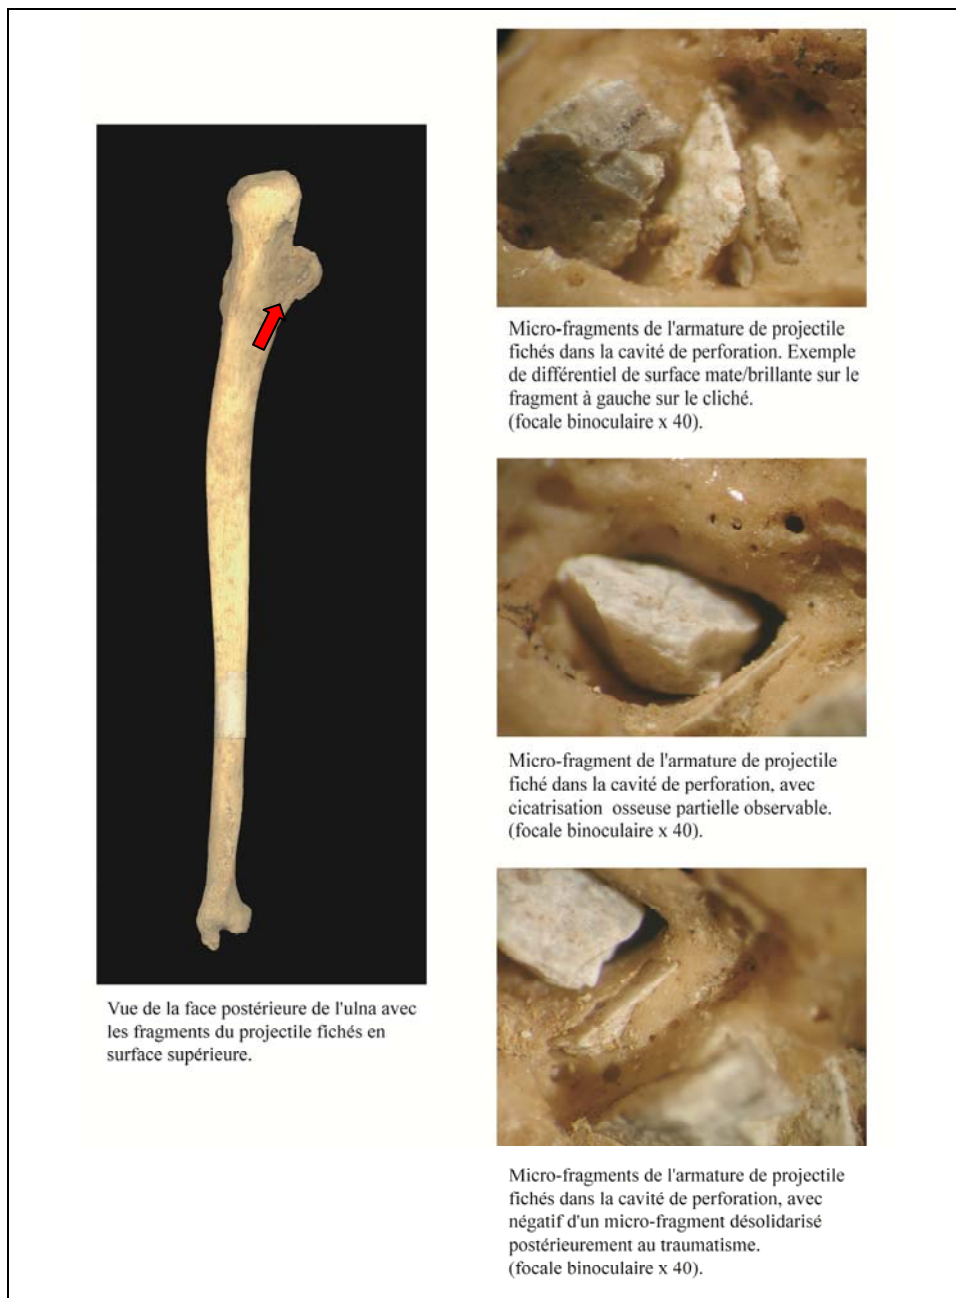 Vue de la face postérieure de l'ulna avec
les fragments du projectile fichés en
surface supérieure.
Micro-fragments de l'armature de projectile
fichés dans la cavité de perforation. Exemple
de différentiel de surface mate/brillante sur le
fragment à gauche sur le cliché.
(focale binoculaire x 40).
Micro-fragment de l'armature de projectile
fiché dans la cavité de perforation, avec
cicatrisation osseuse partielle observable.
(focale binoculaire x 40).
Micro-fragments de l'armature de projectile
fichés dans la cavité de perforation, avec
négatif d'un micro-fragment désolidarisé
postérieurement au traumatisme.
(focale binoculaire x 40).